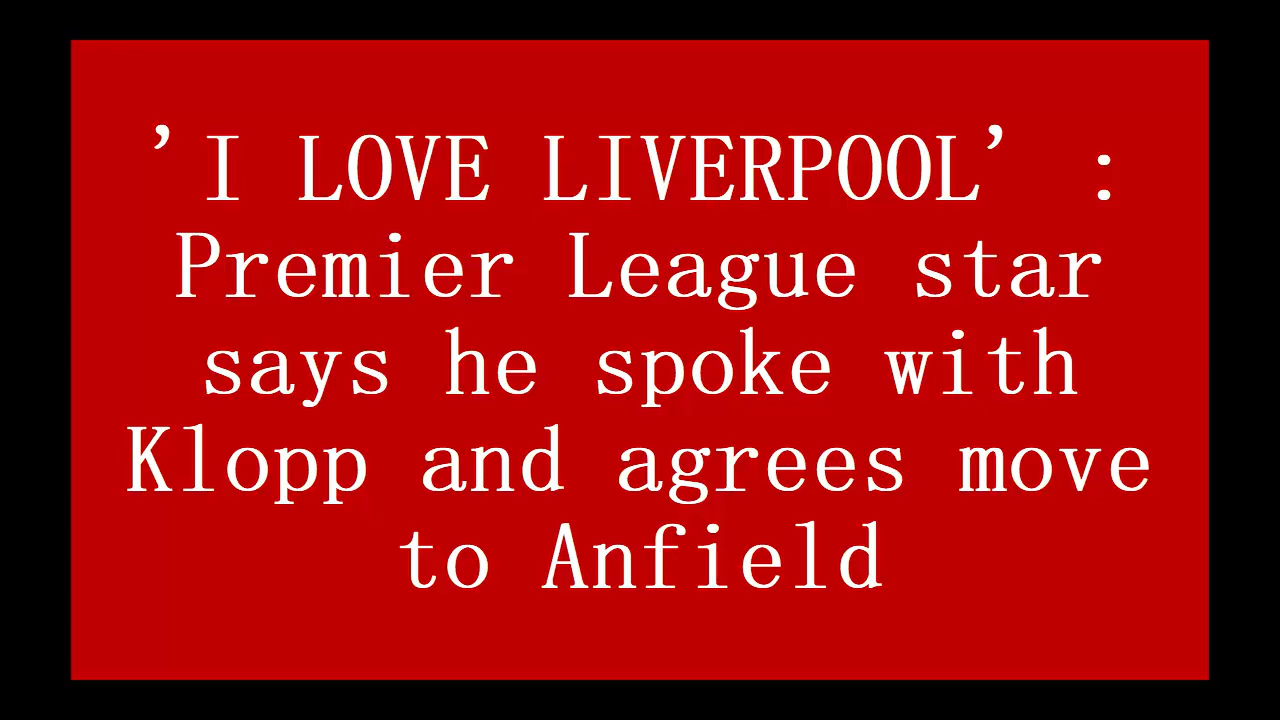 ’I LOVE LIVERPOOL’ :
Premier League star
says he spoke with
Klopp and agrees move
to Anfield